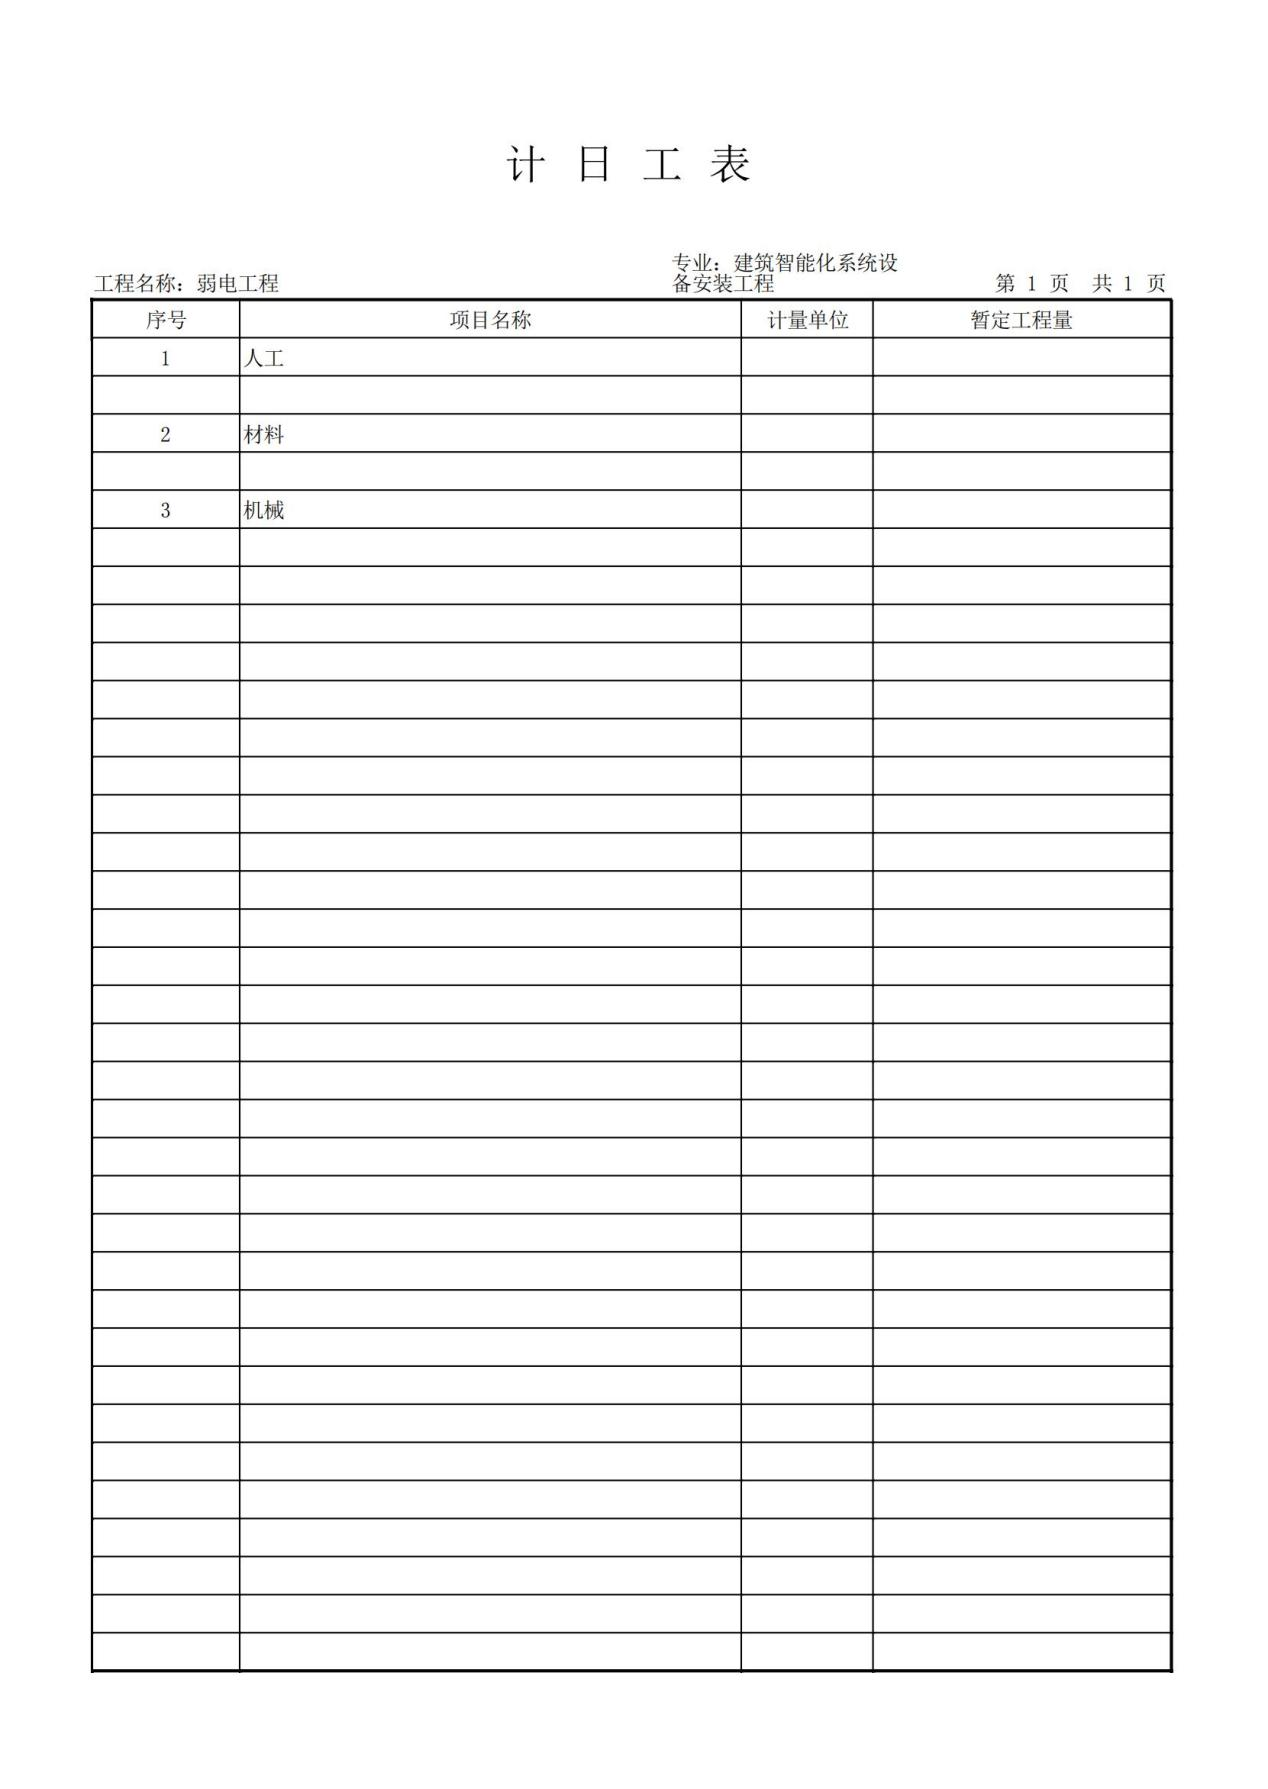 计 日 工 表
专业：建筑智能化系统设
工程名称：弱电工程 备安装工程 第 1 页 共 1 页
序号 项目名称 计量单位 暂定工程量
1 人工
2 材料
3 机械